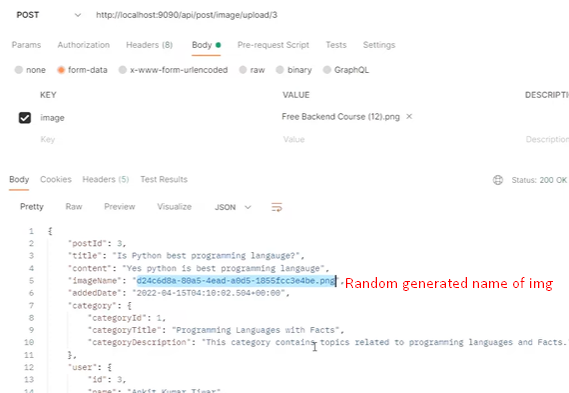 POST http://localhost:9090/api/post/image/upload/3
Params Authorization Headers (8) Body Pre-request Script Tests Settings
none form-data x-www-form-urlencoded raw binary GraphQL
KEY VALUE DESCRIPTI
image Free Backend Course (12).png
Key Value Description
Body Cookies Headers (5) Test Results Status: 200 OK
Pretty Raw Preview Visualize JSON
1 {
2 "postId": 3,
3 "title": "Is Python best programming langauge?",
4 "content": "Yes python is best programming langauge",
5 "imageName": "d24c6d8a-80a5-4ead-a0d5-1855fcc3e4be.png" Random generated name of img
6 "addedDate": "2022-04-15T04:10:02.504+00:00",
7 "category": {
8 "categoryId": 1,
9 "categoryTitle": "Programming Languages with Facts",
10 "categoryDescription": "This category contains topics related to programming languages and Facts.
11 },
12 "user": {
13 "id": 3,
14 "name": "Ankit Kumar Tiwar